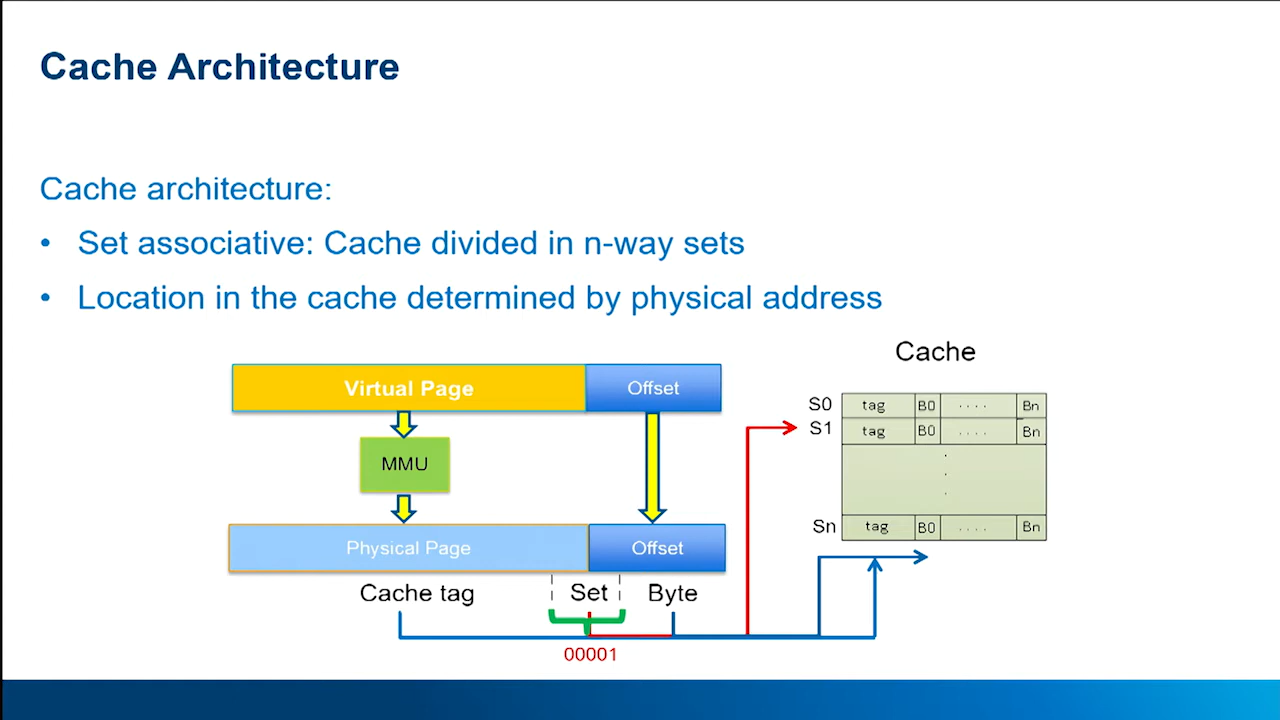 Cache Architecture
Cache architecture:
• Set associative: Cache divided in n-way sets
• Location in the cache determined by physical address
Cache
Virtual Page Offset
S0 tag B0 .... Bn
S1 tag B0 .... Bn
MMU
Sn tag B0 .... Bn
Physical Page Offset
Cache tag Set Byte
00001